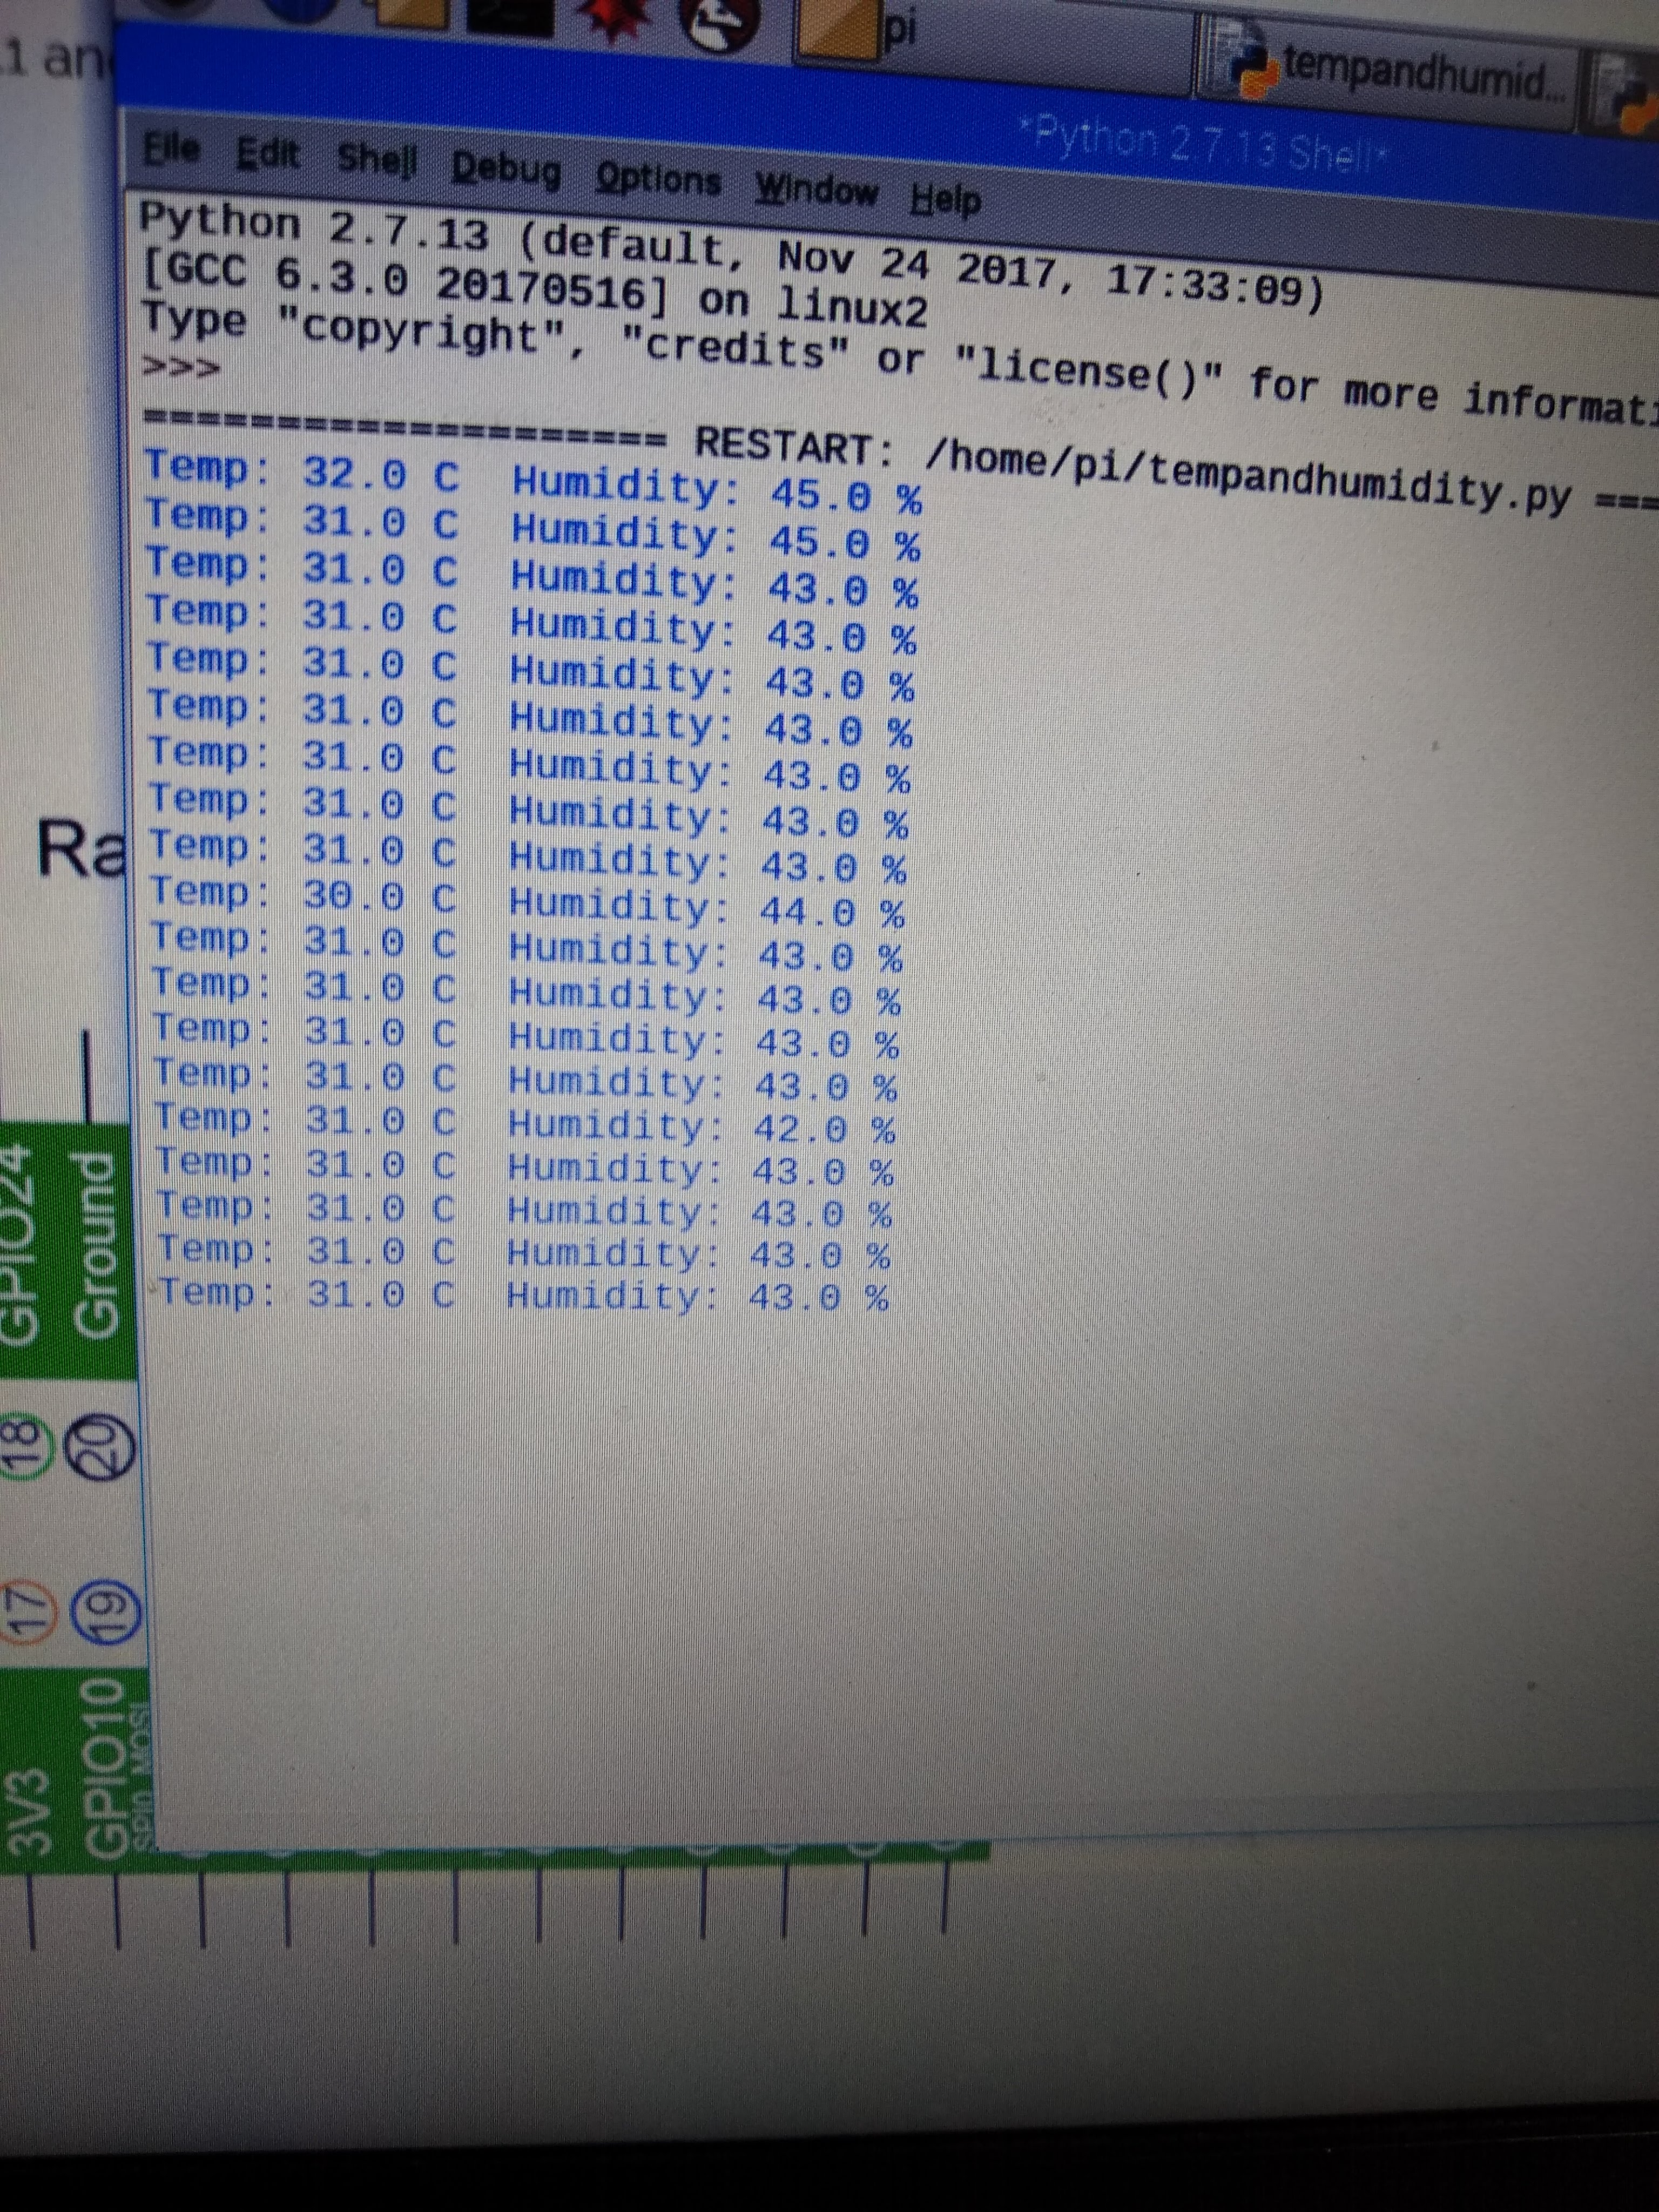 1 an
pi
tempandhumid...
*Python 2.7.13 Shell*
File Edit Shell Debug Options Window Help
Python 2.7.13 (default, Nov 24 2017, 17:33:09)
[GCC 6.3.0 20170516] on linux2
Type "copyright", "credits" or "license()" for more informati
>>>
==================== RESTART: /home/pi/tempandhumidity.py ===
Temp: 32.0 C  Humidity: 45.0 %
Temp: 31.0 C  Humidity: 45.0 %
Temp: 31.0 C  Humidity: 43.0 %
Temp: 31.0 C  Humidity: 43.0 %
Temp: 31.0 C  Humidity: 43.0 %
Temp: 31.0 C  Humidity: 43.0 %
Temp: 31.0 C  Humidity: 43.0 %
Temp: 31.0 C  Humidity: 43.0 %
Temp: 31.0 C  Humidity: 43.0 %
Temp: 30.0 C  Humidity: 44.0 %
Temp: 31.0 C  Humidity: 43.0 %
Temp: 31.0 C  Humidity: 43.0 %
Temp: 31.0 C  Humidity: 43.0 %
Temp: 31.0 C  Humidity: 43.0 %
Temp: 31.0 C  Humidity: 42.0 %
Temp: 31.0 C  Humidity: 43.0 %
Temp: 31.0 C  Humidity: 43.0 %
Temp: 31.0 C  Humidity: 43.0 %
Temp: 31.0 C  Humidity: 43.0 %
Ra
3V3 17 18 GPIO24
GPIO10 19 20 Ground
SPI0_MOSI